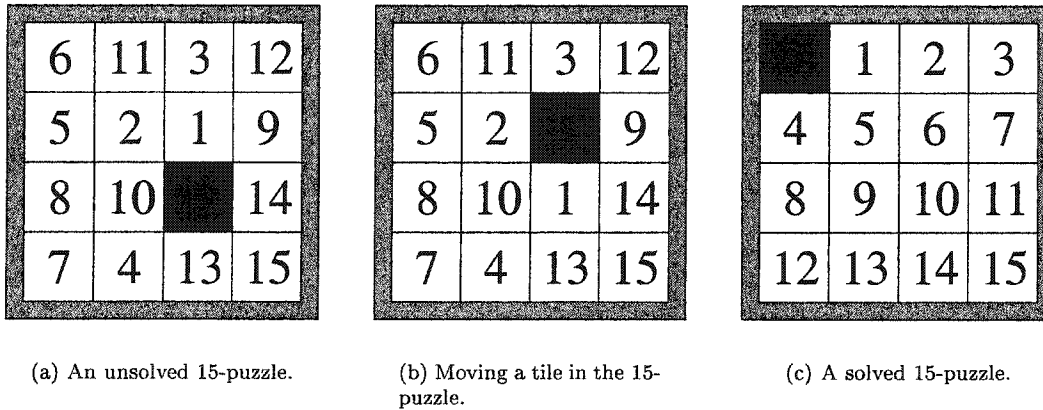 6 11 3 12
5 2 1 9
8 10 14
7 4 13 15
(a) An unsolved 15-puzzle.
6 11 3 12
5 2 9
8 10 1 14
7 4 13 15
(b) Moving a tile in the 15-
puzzle.
1 2 3
4 5 6 7
8 9 10 11
12 13 14 15
(c) A solved 15-puzzle.